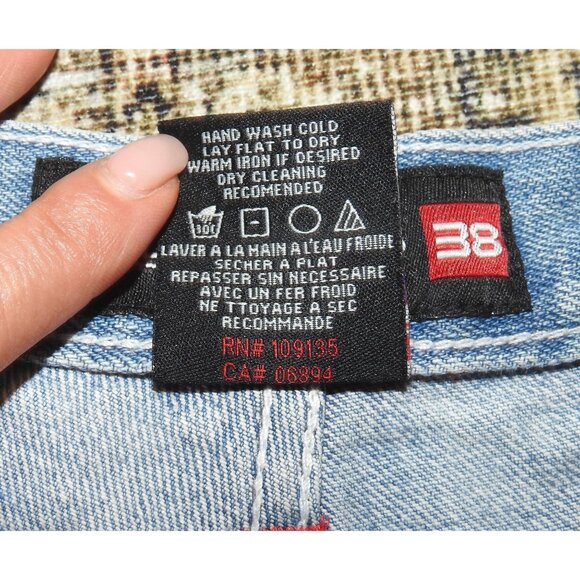 HAND WASH COLD
LAY FLAT TO DRY
WARM IRON IF DESIRED
DRY CLEANING
RECOMENDED
30C
LAVER A LA MAIN A L'EAU FROIDE
SECHER A PLAT
REPASSER SIN NECESSAIRE
AVEC UN FER FROID
NE TTOYAGE A SEC
RECOMMANDE
RN# 109135
CA# 06894
38